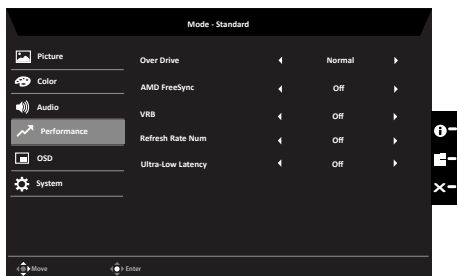 Mode - Standard
Picture
Color
Audio
Performance
OSD
System
Over Drive Normal
AMD FreeSync Off
VRB Off
Refresh Rate Num Off
Ultra-Low Latency Off
Move Enter